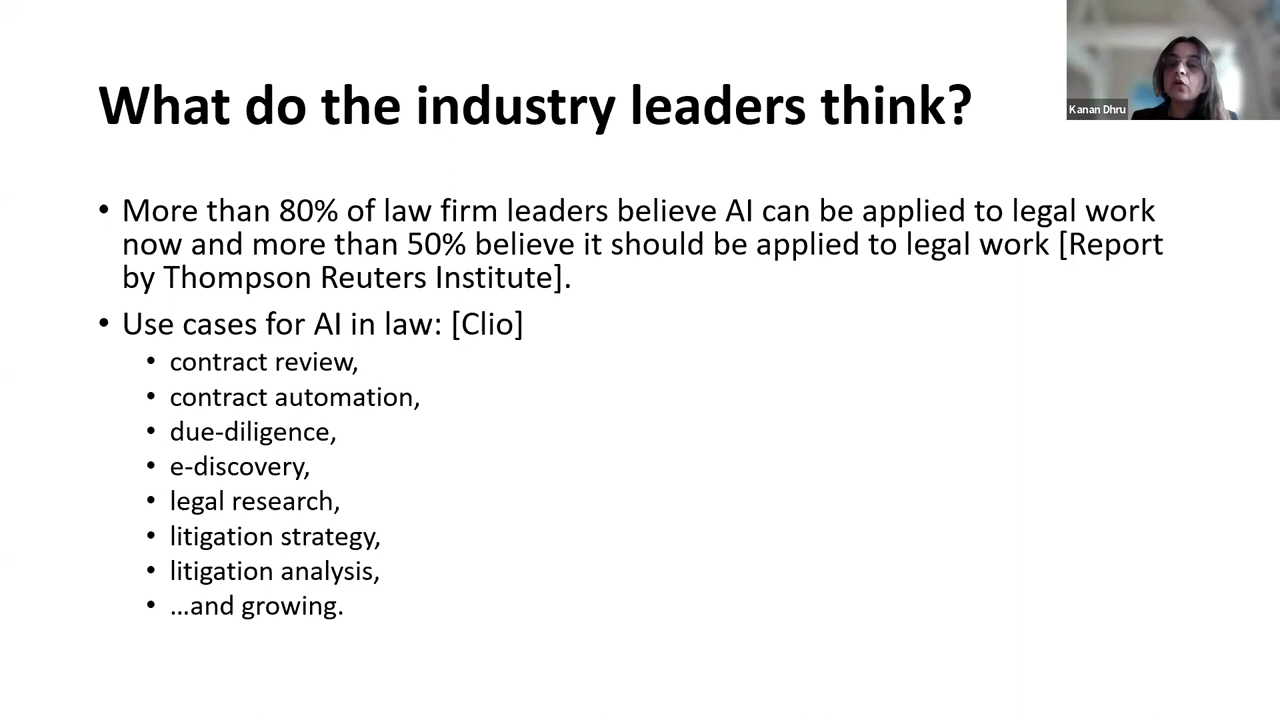 What do the industry leaders think?
Kanan Dhru
• More than 80% of law firm leaders believe AI can be applied to legal work
now and more than 50% believe it should be applied to legal work [Report
by Thompson Reuters Institute].
• Use cases for AI in law: [Clio]
• contract review,
• contract automation,
• due-diligence,
• e-discovery,
• legal research,
• litigation strategy,
• litigation analysis,
• …and growing.